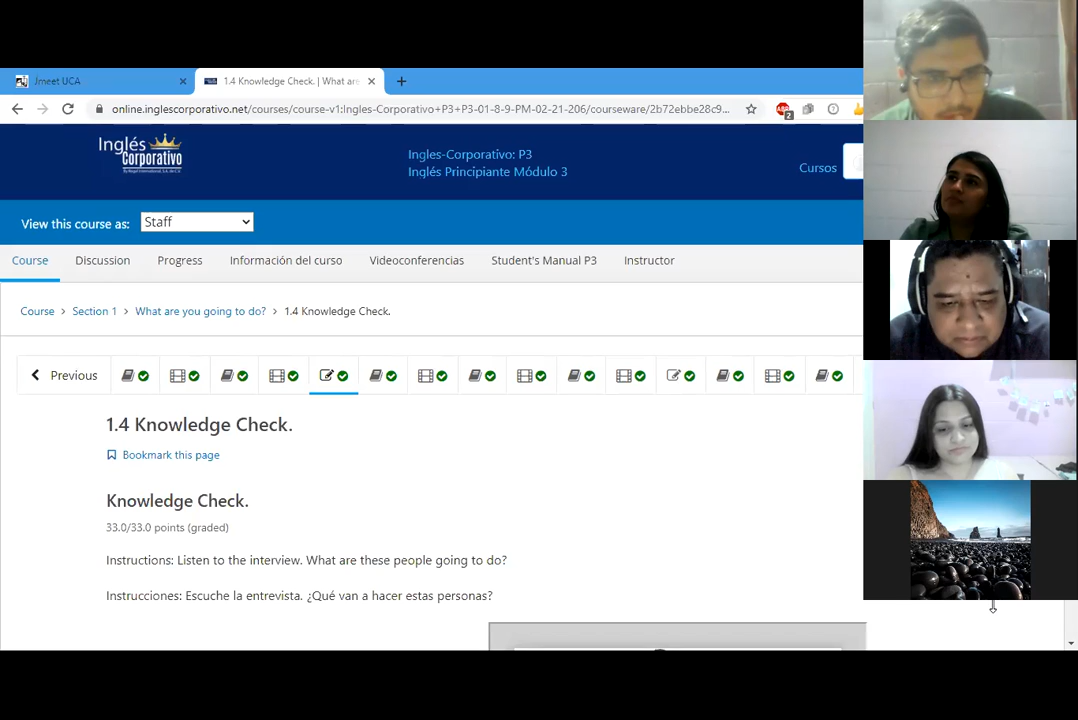 Jmeet UCA
1.4 Knowledge Check. | What are
online.inglescorporativo.net/courses/course-v1:Ingles-Corporativo+P3+P3-01-8-9-PM-02-21-206/courseware/2b72ebbe28c9...
Inglés
Corporativo
Ingles-Corporativo: P3
Inglés Principiante Módulo 3
Cursos
View this course as: Staff
Course Discussion Progress Información del curso Videoconferencias Student's Manual P3 Instructor
Course > Section 1 > What are you going to do? > 1.4 Knowledge Check.
Previous
1.4 Knowledge Check.
Bookmark this page
Knowledge Check.
33.0/33.0 points (graded)
Instructions: Listen to the interview. What are these people going to do?
Instrucciones: Escuche la entrevista. ¿Qué van a hacer estas personas?